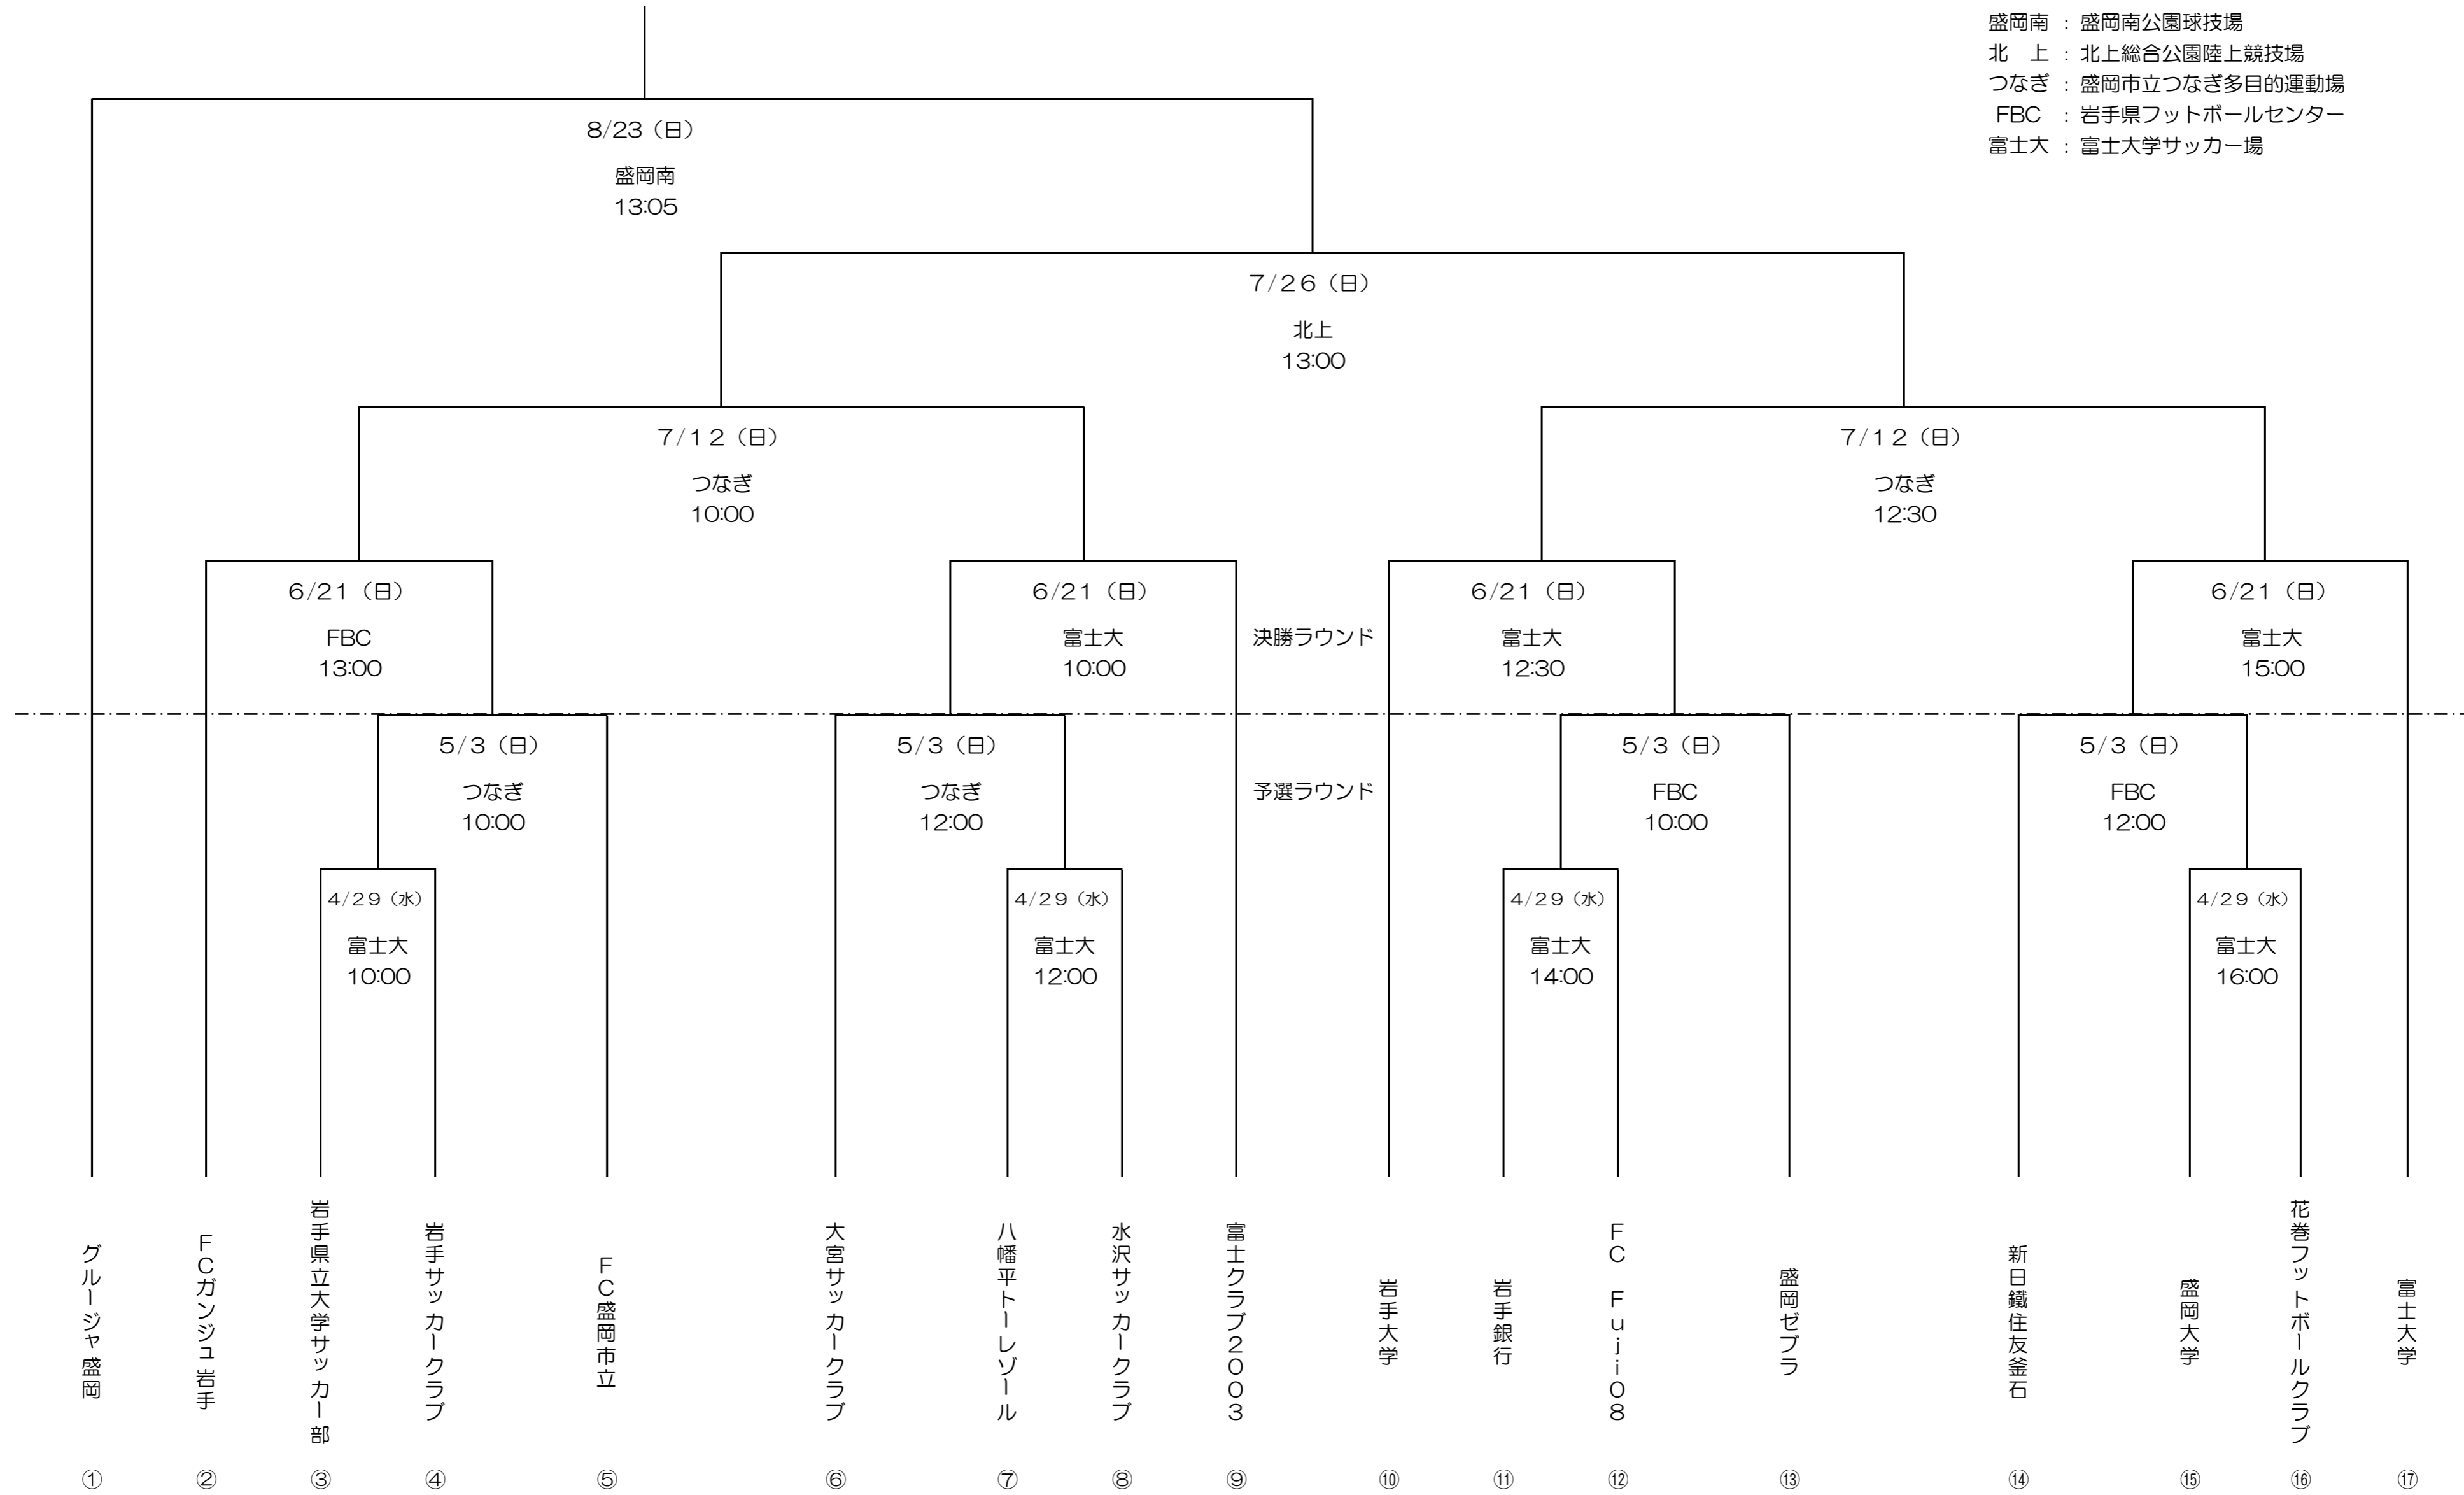 盛岡南 : 盛岡南公園球技場
北　上 : 北上総合公園陸上競技場
つなぎ : 盛岡市立つなぎ多目的運動場
FBC : 岩手県フットボールセンター
富士大 : 富士大学サッカー場
8/23（日）
盛岡南
13:05
7/26（日）
北上
13:00
7/12（日）
つなぎ
10:00
7/12（日）
つなぎ
12:30
6/21（日）
FBC
13:00
6/21（日）
富士大
10:00
決勝ラウンド
6/21（日）
富士大
12:30
6/21（日）
富士大
15:00
5/3（日）
つなぎ
10:00
5/3（日）
つなぎ
12:00
予選ラウンド
5/3（日）
FBC
10:00
5/3（日）
FBC
12:00
4/29（水）
富士大
10:00
4/29（水）
富士大
12:00
4/29（水）
富士大
14:00
4/29（水）
富士大
16:00
グルージャ盛岡
FCガンジュ岩手
岩手県立大学サッカー部
岩手サッカークラブ
FC盛岡市立
大宮サッカークラブ
八幡平トーレゾール
水沢サッカークラブ
富士クラブ2003
岩手大学
岩手銀行
FC　Fuji08
盛岡ゼブラ
新日鐵住友釜石
盛岡大学
花巻フットボールクラブ
富士大学
① ② ③ ④ ⑤ ⑥ ⑦ ⑧ ⑨ ⑩ ⑪ ⑫ ⑬ ⑭ ⑮ ⑯ ⑰